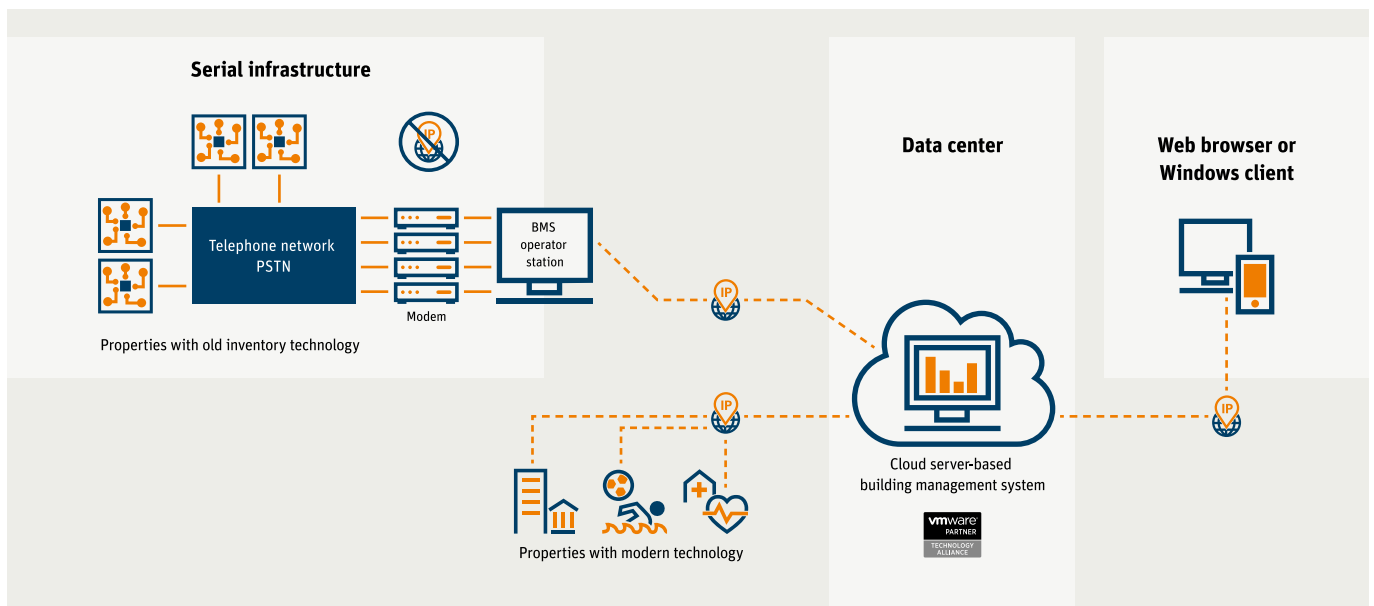 Serial infrastructure
IP
Telephone network
PSTN
BMS
operator
station
Modem
Properties with old inventory technology
IP
IP
Properties with modern technology
Data center
Cloud server-based
building management system
vmware®
PARTNER
TECHNOLOGY
ALLIANCE
Web browser or
Windows client
IP